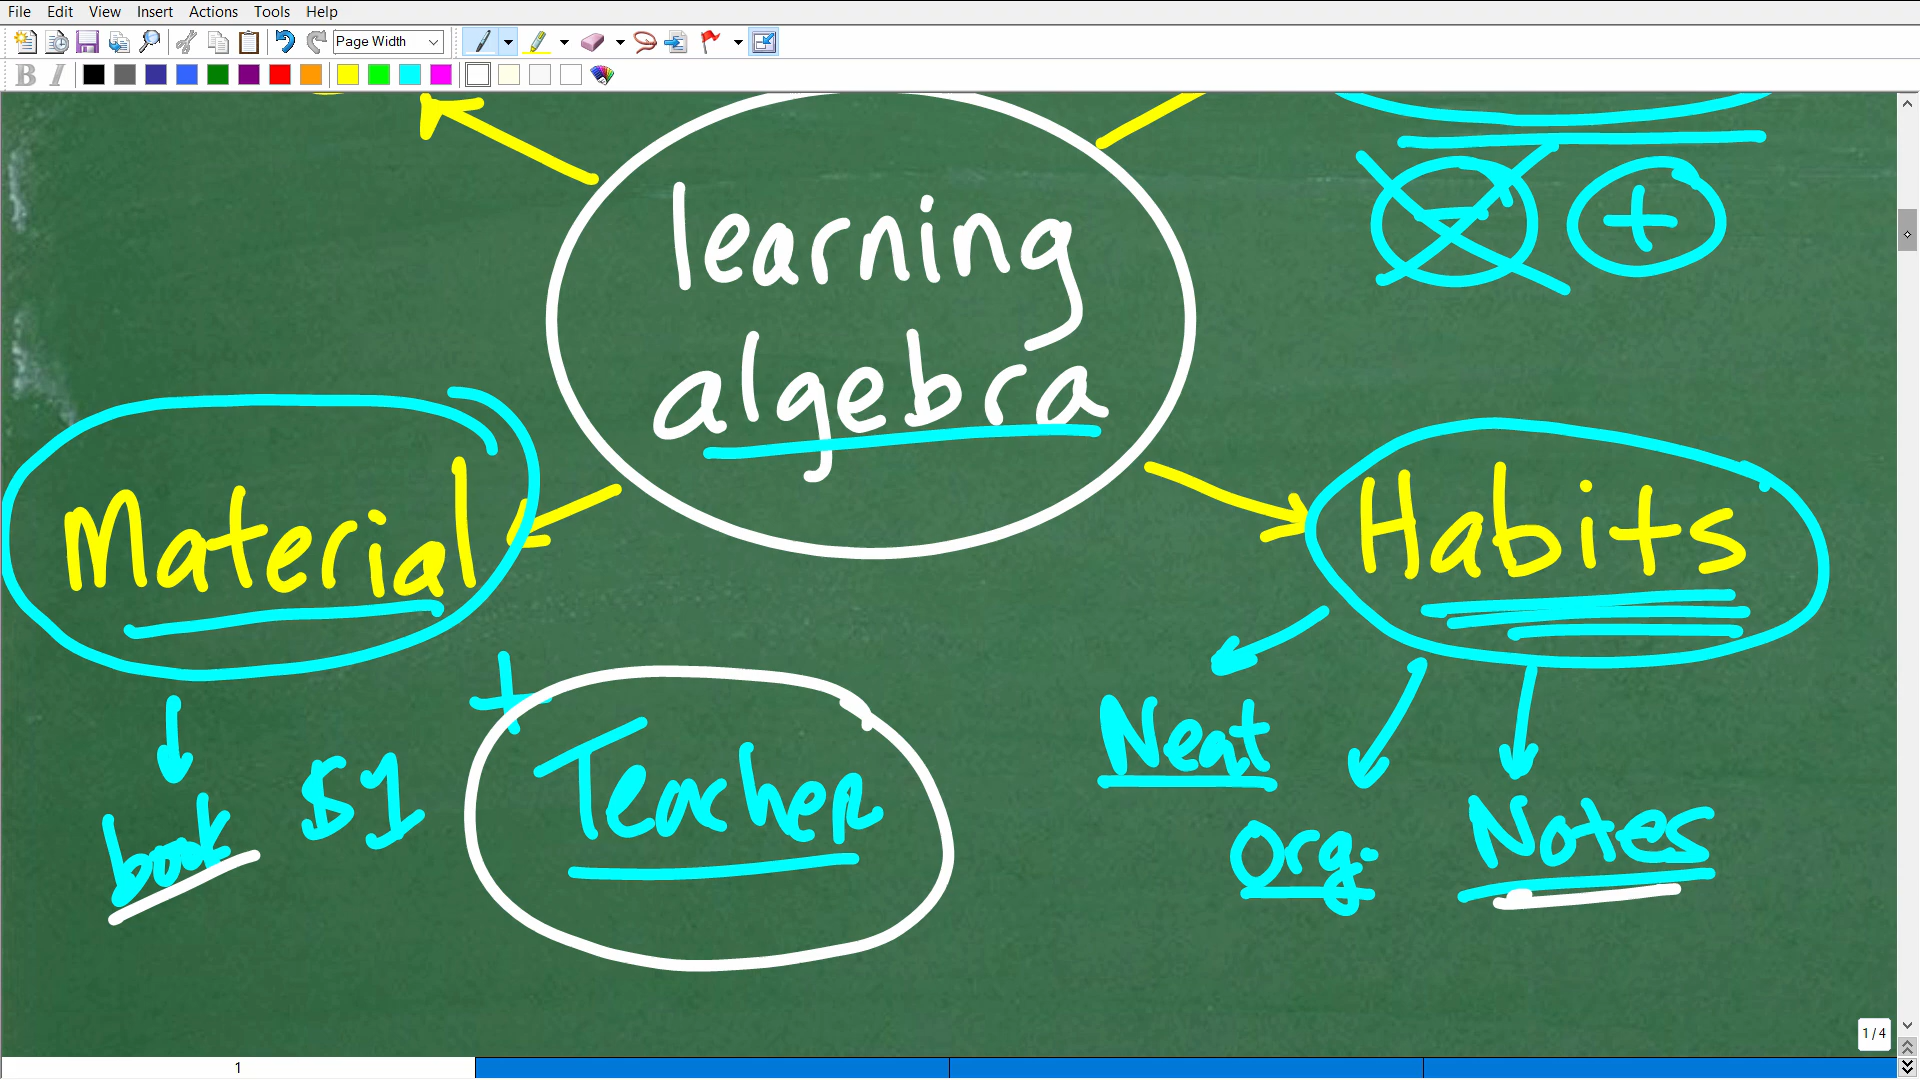 File Edit View Insert Actions Tools Help
Page Width
B I
learning
algebra
+
Material
Habits
+
Teacher
Neat
book
$1
Org.
Notes
1 / 4
1